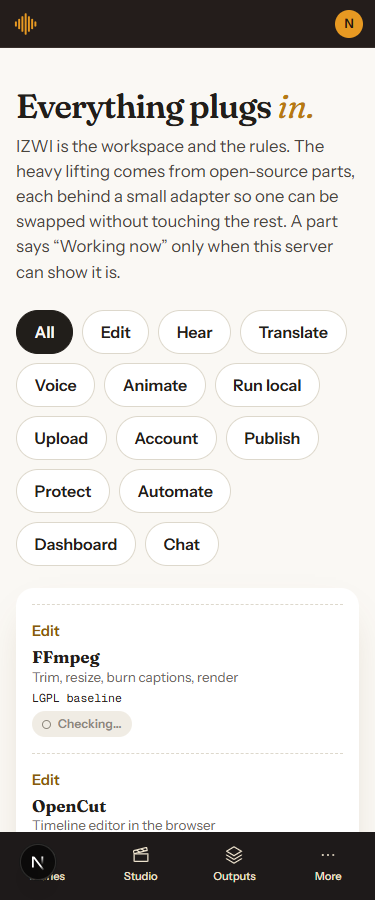 N
Everything plugs in.
IZWI is the workspace and the rules. The
heavy lifting comes from open-source parts,
each behind a small adapter so one can be
swapped without touching the rest. A part
says “Working now” only when this server
can show it is.
All Edit Hear Translate
Voice Animate Run local
Upload Account Publish
Protect Automate
Dashboard Chat
Edit
FFmpeg
Trim, resize, burn captions, render
LGPL baseline
Checking…
Edit
OpenCut
Timeline editor in the browser
N
Studio Outputs More